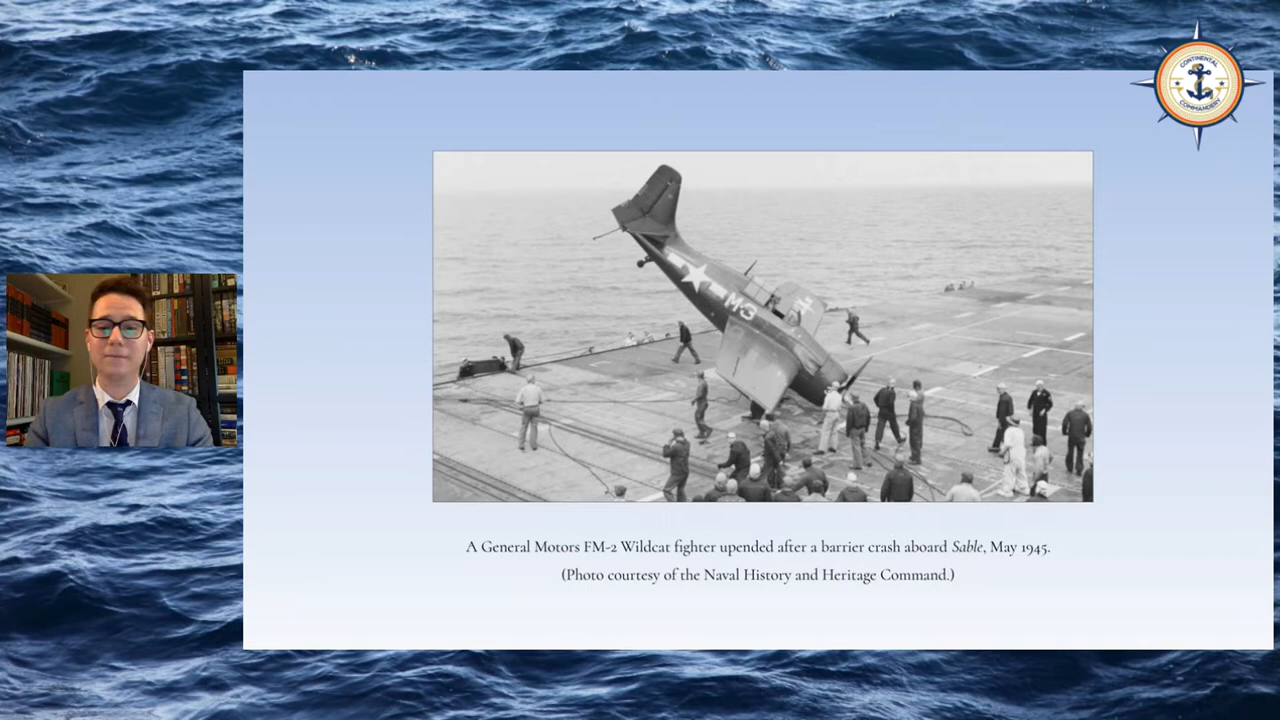 CONTINENTAL
COMMANDERY
M-3
A General Motors FM-2 Wildcat fighter upended after a barrier crash aboard Sable, May 1945.
(Photo courtesy of the Naval History and Heritage Command.)